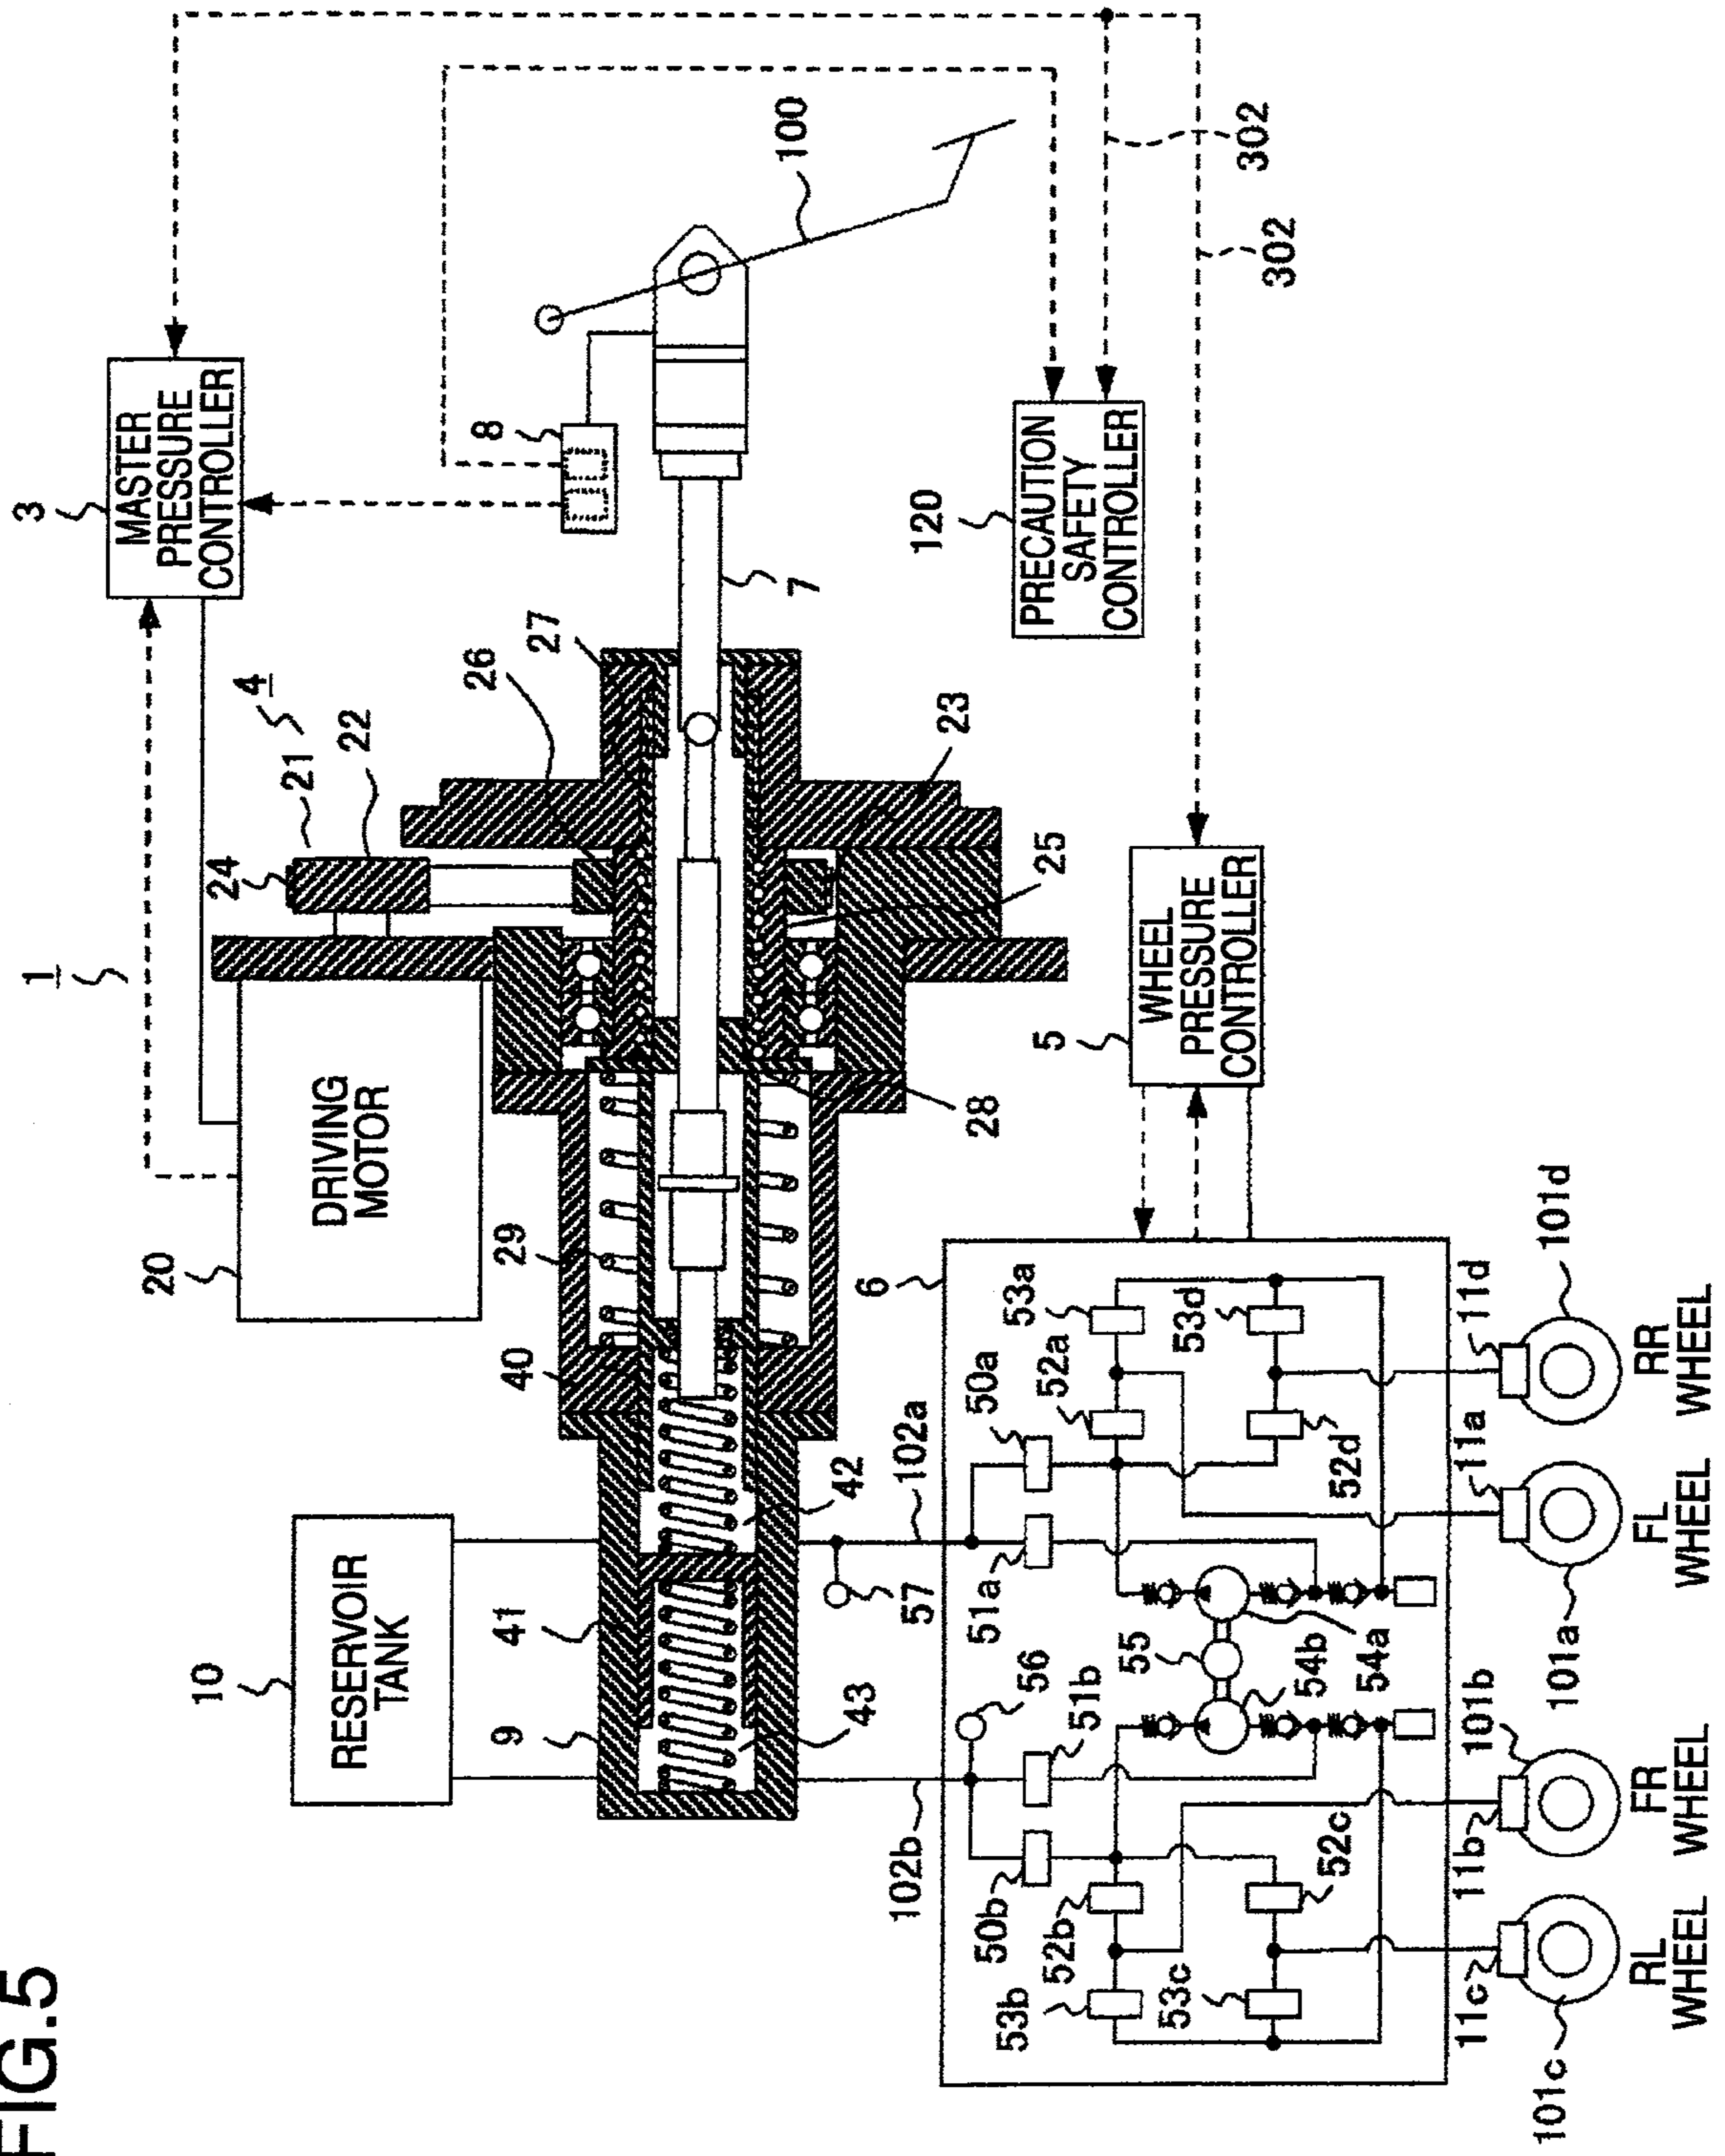 FIG.5
1
3
MASTER
PRESSURE
CONTROLLER
4
21
22
24
20
DRIVING
MOTOR
10
RESERVOIR
TANK
8
100
26
27
7
23
25
28
29
40
41
9
42
43
302
302
120
PRECAUTION
SAFETY
CONTROLLER
5
WHEEL
PRESSURE
CONTROLLER
102a
102b
57
56
6
50a
51a
50b
51b
52a
52b
52c
52d
53a
53b
53c
53d
54a
54b
55
11c
11b
11a
11d
101c
101b
101a
101d
RL
WHEEL
FR
WHEEL
FL
WHEEL
RR
WHEEL